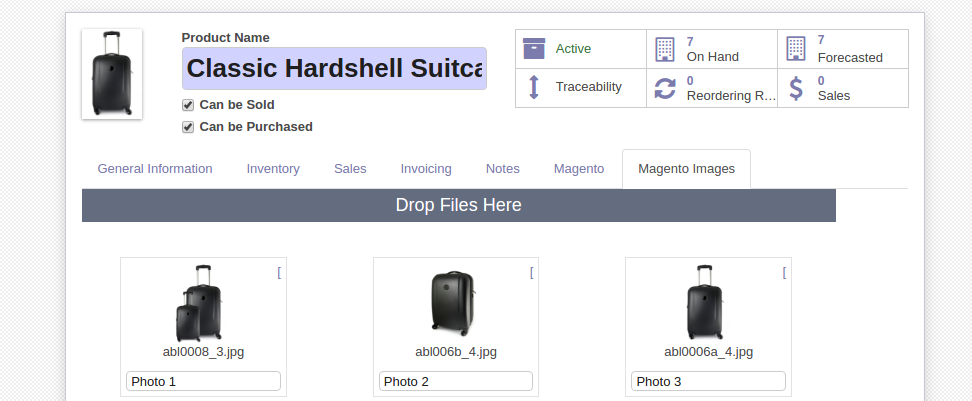 Product Name
Classic Hardshell Suitca
Can be Sold
Can be Purchased
Active
7
On Hand
7
Forecasted
Traceability
0
Reordering R...
0
Sales
General Information
Inventory
Sales
Invoicing
Notes
Magento
Magento Images
Drop Files Here
[
[
[
abl0008_3.jpg
abl006b_4.jpg
abl0006a_4.jpg
Photo 1
Photo 2
Photo 3